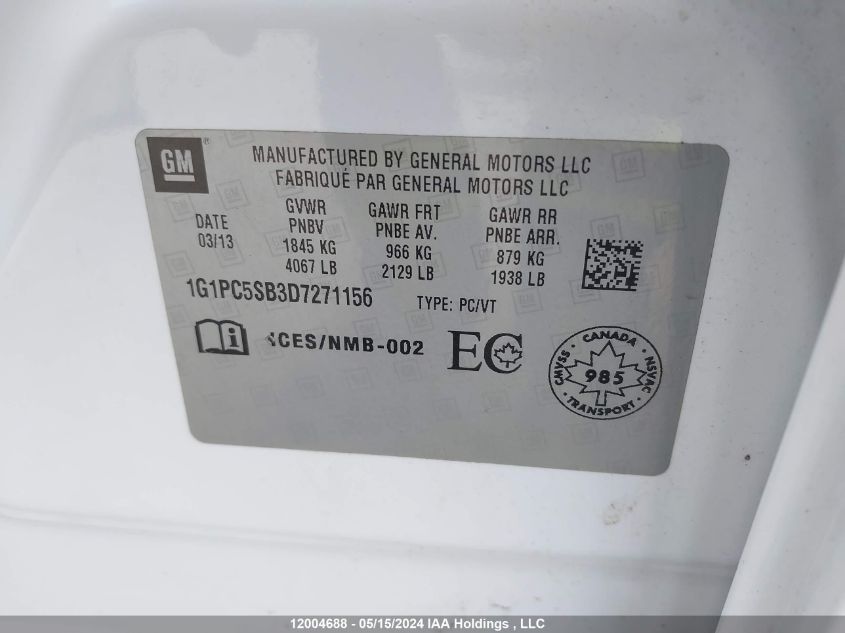 GM ®
MANUFACTURED BY GENERAL MOTORS LLC
FABRIQUÉ PAR GENERAL MOTORS LLC
DATE
03/13
GVWR
PNBV
1845 KG
4067 LB
GAWR FRT
PNBE AV.
966 KG
2129 LB
GAWR RR
PNBE ARR.
879 KG
1938 LB
1G1PC5SB3D7271156
TYPE: PC/VT
CES/NMB-002
EC
CANADA
CMVSS
NSVAC
985
TRANSPORT
12004688 - 05/15/2024 IAA Holdings , LLC